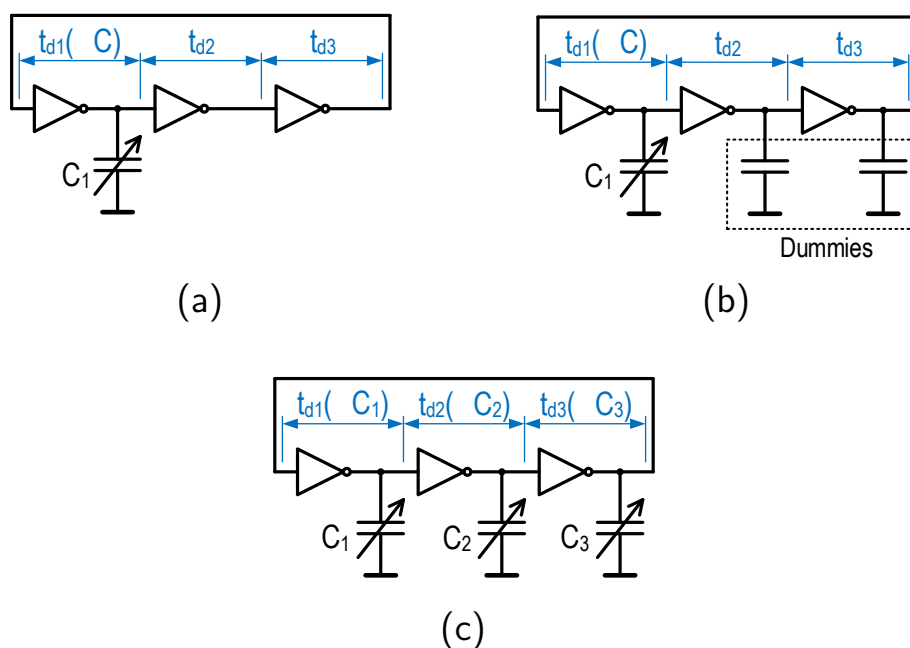 td1( C) td2 td3
C1
(a)
td1( C) td2 td3
C1
Dummies
(b)
td1( C1) td2( C2) td3( C3)
C1 C2 C3
(c)